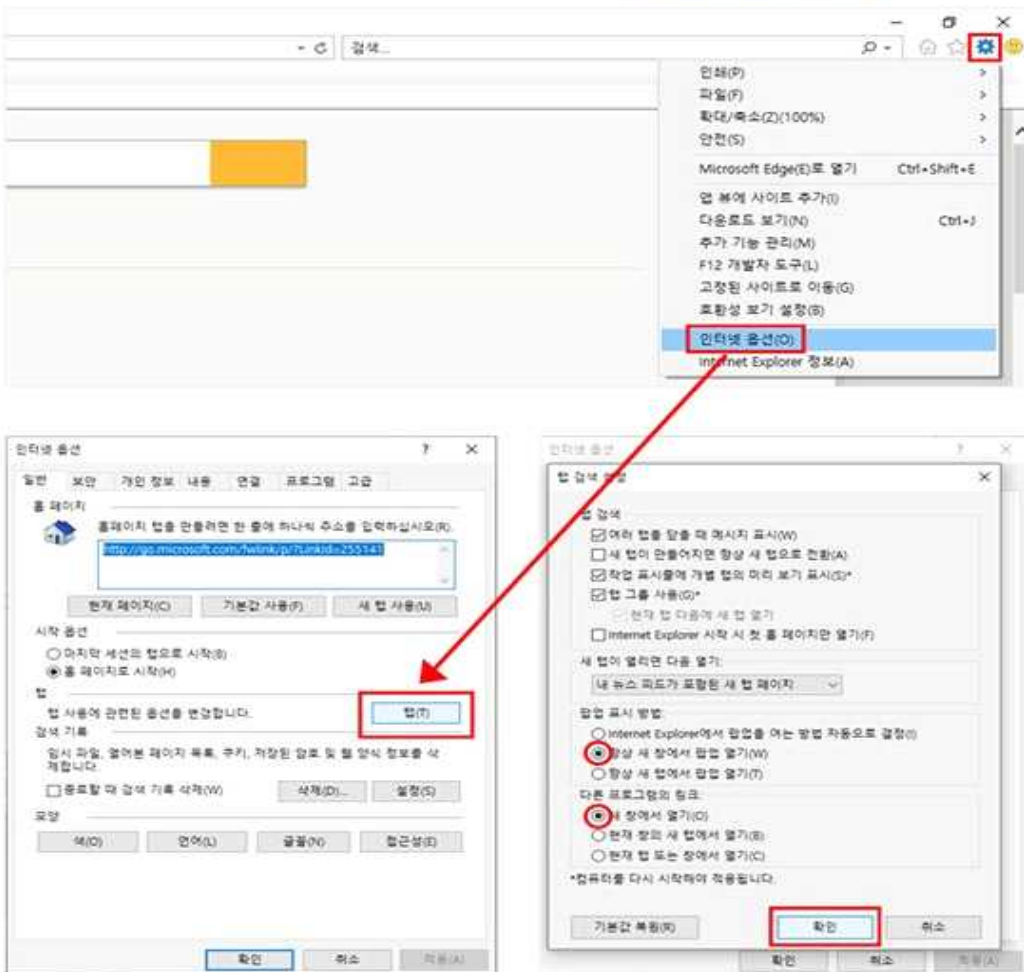 검색...
인쇄(P)
파일(F)
확대/축소(Z)(100%)
안전(S)
Microsoft Edge(E)로 열기 Ctrl+Shift+E
앱 뷰에 사이트 추가(I)
다운로드 보기(N) Ctrl+J
추가 기능 관리(M)
F12 개발자 도구(L)
고정된 사이트로 이동(G)
호환성 보기 설정(B)
인터넷 옵션(O)
Internet Explorer 정보(A)
인터넷 옵션 ? ×
일반 보안 개인 정보 내용 연결 프로그램 고급
홈 페이지
홈페이지 탭을 만들려면 한 줄에 하나씩 주소를 입력하십시오(R).
http://go.microsoft.com/fwlink/p/?LinkId=255141
현재 페이지(C) 기본값 사용(F) 새 탭 사용(U)
시작 옵션
마지막 세션의 탭으로 시작(B)
홈 페이지로 시작(H)
탭
탭 사용에 관련된 옵션을 변경합니다. 탭(T)
검색 기록
임시 파일, 열어본 페이지 목록, 쿠키, 저장된 암호 및 웹 양식 정보를 삭
제합니다.
종료할 때 검색 기록 삭제(W) 삭제(D)... 설정(S)
모양
색(O) 언어(L) 글꼴(N) 접근성(E)
확인 취소 적용(A)
인터넷 옵션 ? ×
탭 검색 설정 ×
탭 검색
여러 탭을 닫을 때 메시지 표시(W)
새 탭이 만들어지면 항상 새 탭으로 전환(A)
작업 표시줄에 개별 탭의 미리 보기 표시(S)*
탭 그룹 사용(G)*
현재 탭 다음에 새 탭 열기
Internet Explorer 시작 시 첫 홈 페이지만 열기(F)
새 탭이 열리면 다음 열기:
내 뉴스 피드가 포함된 새 탭 페이지
팝업 표시 방법:
Internet Explorer에서 팝업을 여는 방법 자동으로 결정(I)
항상 새 창에서 팝업 열기(W)
항상 새 탭에서 팝업 열기(T)
다른 프로그램의 링크:
새 창에서 열기(O)
현재 창의 새 탭에서 열기(B)
현재 탭 또는 창에서 열기(C)
*컴퓨터를 다시 시작해야 적용됩니다.
기본값 복원(R) 확인 취소
확인 취소 적용(A)